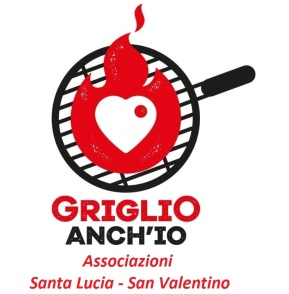 GRIGLIO
ANCH'IO
Associazioni
Santa Lucia - San Valentino